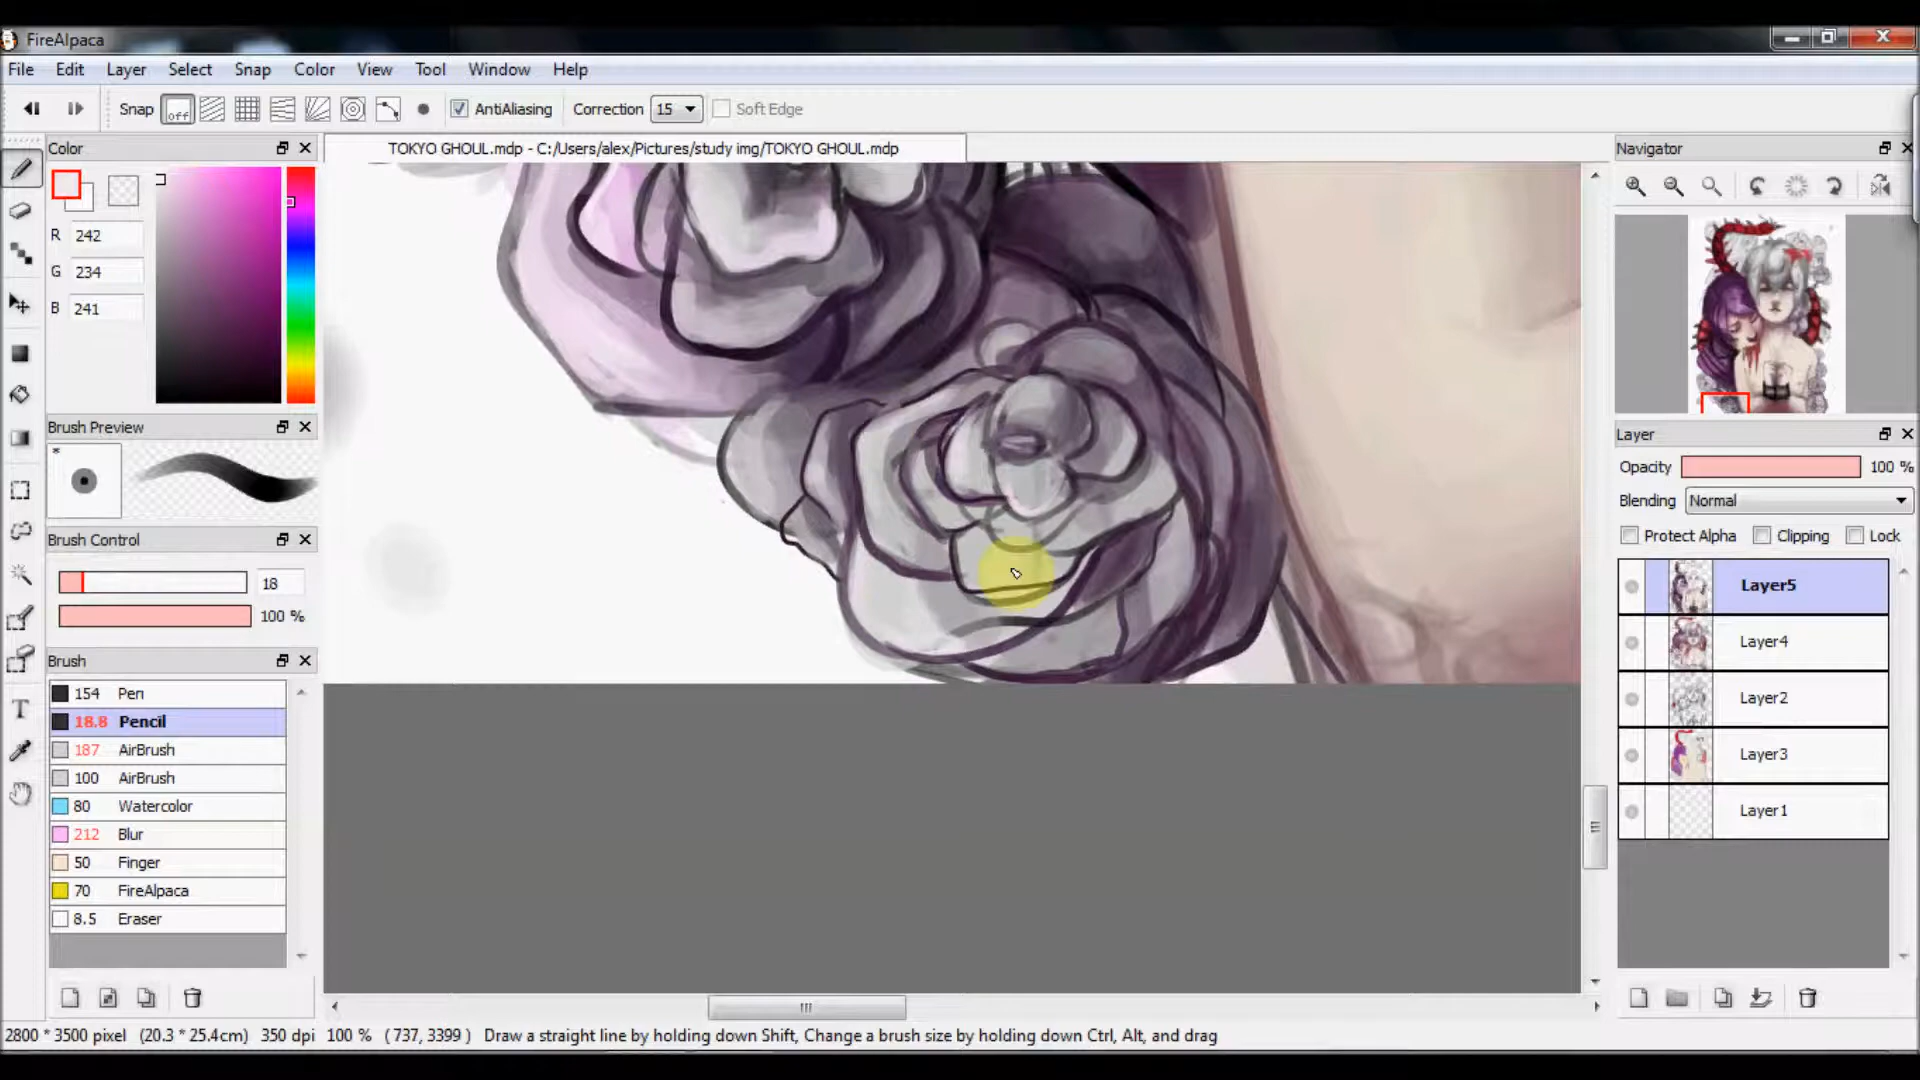 FireAlpaca
File Edit Layer Select Snap Color View Tool Window Help
Snap off AntiAliasing Correction 15 Soft Edge
Color
TOKYO GHOUL.mdp - C:/Users/alex/Pictures/study img/TOKYO GHOUL.mdp
Navigator
R 242
G 234
B 241
Brush Preview
*
Brush Control
18
100 %
Brush
154 Pen
18.8 Pencil
187 AirBrush
100 AirBrush
80 Watercolor
212 Blur
50 Finger
70 FireAlpaca
8.5 Eraser
Layer
Opacity 100 %
Blending Normal
Protect Alpha Clipping Lock
Layer5
Layer4
Layer2
Layer3
Layer1
2800 * 3500 pixel (20.3 * 25.4cm) 350 dpi 100 % ( 737, 3399 ) Draw a straight line by holding down Shift, Change a brush size by holding down Ctrl, Alt, and drag